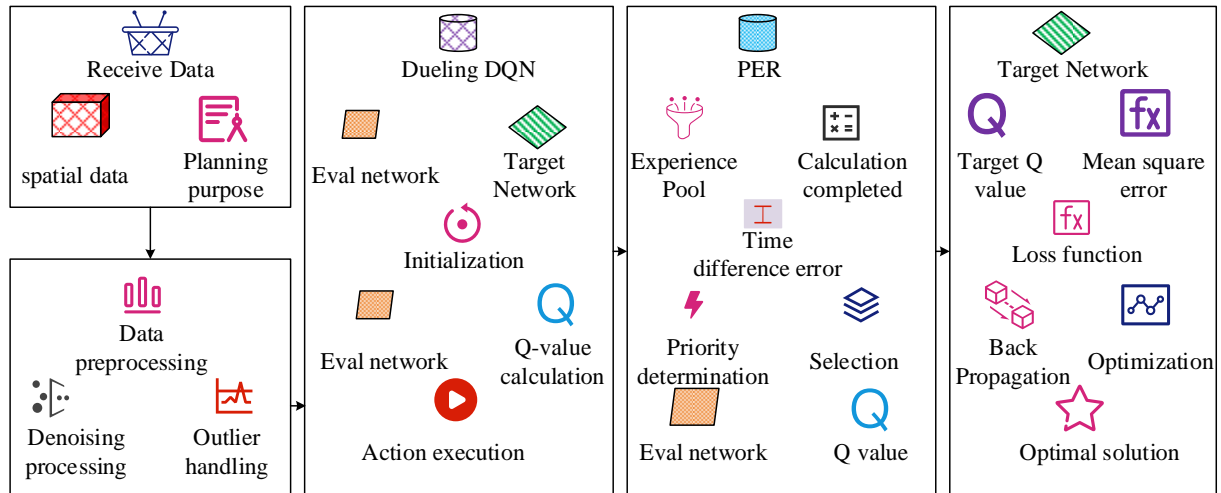 Receive Data
spatial data
Planning
purpose
Data
preprocessing
Denoising
processing
Outlier
handling
Dueling DQN
Eval network
Target
Network
Initialization
Eval network
Q
Q-value
calculation
Action execution
PER
Experience
Pool
Calculation
completed
Time
difference error
Priority
determination
Selection
Eval network
Q
Q value
Target Network
Q
Target Q
value
fx
Mean square
error
fx
Loss function
Back
Propagation
Optimization
Optimal solution